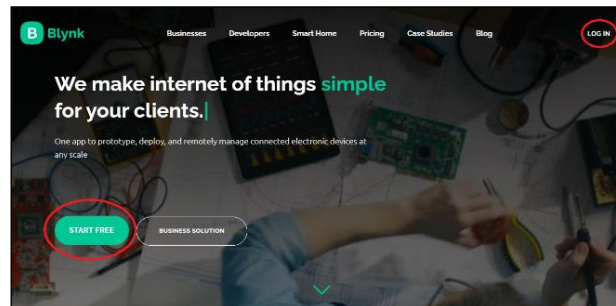 B Blynk
Businesses Developers Smart Home Pricing Case Studies Blog LOG IN
We make internet of things simple
for your clients.|
One app to prototype, deploy, and remotely manage connected electronic devices at
any scale
START FREE BUSINESS SOLUTION